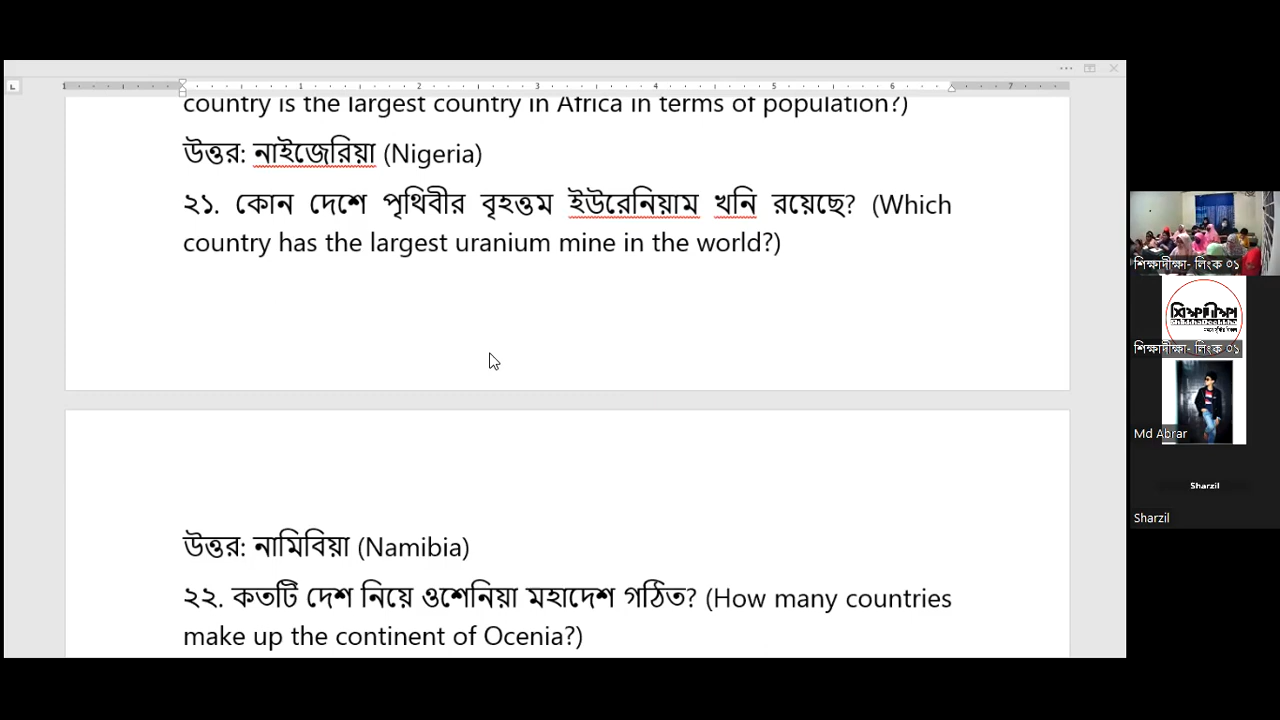 country is the largest country in Africa in terms of population?)
উত্তর: নাইজেরিয়া (Nigeria)
২১. কোন দেশে পৃথিবীর বৃহত্তম ইউরেনিয়াম খনি রয়েছে? (Which
country has the largest uranium mine in the world?)
উত্তর: নামিবিয়া (Namibia)
২২. কতটি দেশ নিয়ে ওশেনিয়া মহাদেশ গঠিত? (How many countries
make up the continent of Ocenia?)
শিক্ষাদীক্ষা- লিংক ০১
শিক্ষাদীক্ষা
শিক্ষাদীক্ষা- লিংক ০১
Md Abrar
Sharzil
Sharzil